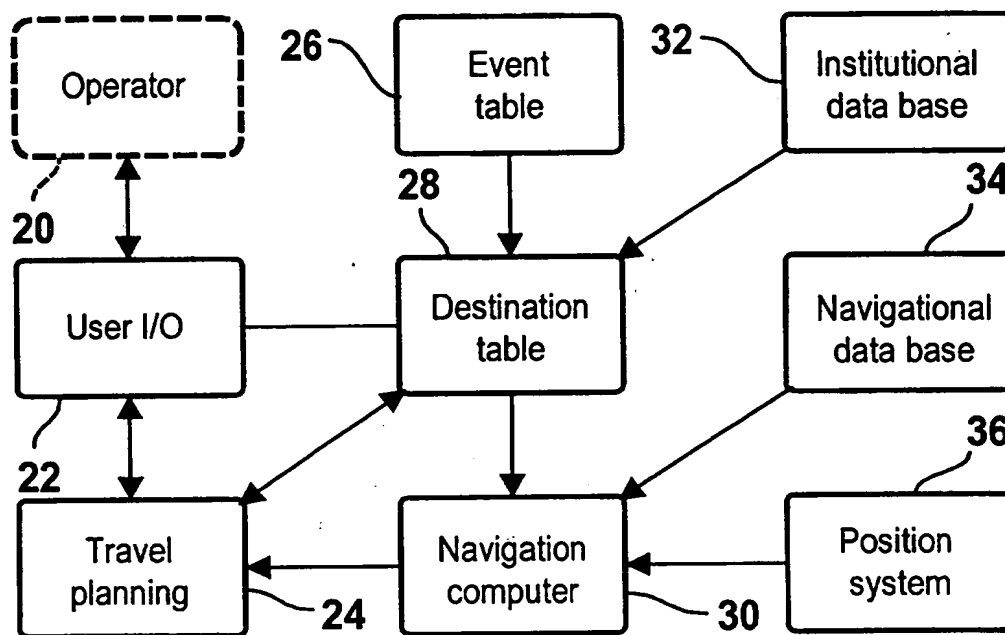 Operator
26
Event
table
32
Institutional
data base
20
28
34
User I/O
Destination
table
Navigational
data base
22
36
Travel
planning
24
Navigation
computer
30
Position
system